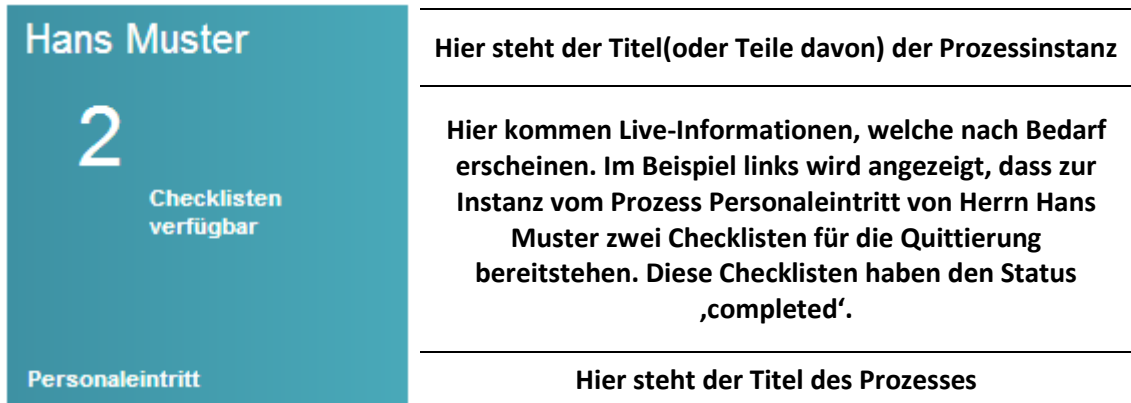 Hans Muster
2
Checklisten
verfügbar
Personaleintritt
Hier steht der Titel(oder Teile davon) der Prozessinstanz
Hier kommen Live-Informationen, welche nach Bedarf
erscheinen. Im Beispiel links wird angezeigt, dass zur
Instanz vom Prozess Personaleintritt von Herrn Hans
Muster zwei Checklisten für die Quittierung
bereitstehen. Diese Checklisten haben den Status
‚completed‘.
Hier steht der Titel des Prozesses